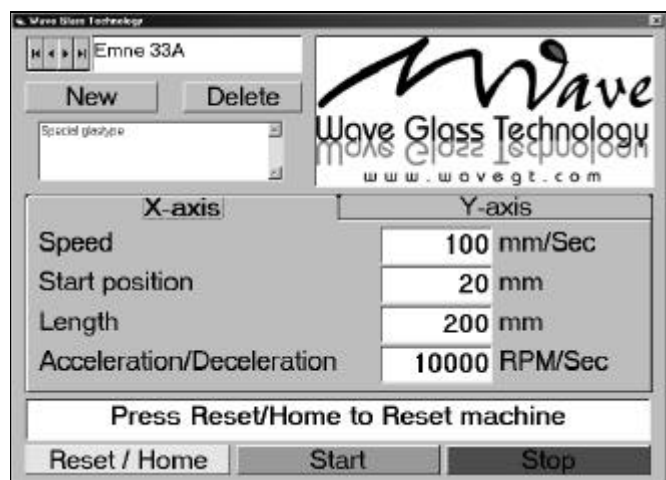 Wave Glass Technology
Emne 33A
New Delete
Special glastype
Wave
Wave Glass Technology
www.wavegt.com
X-axis Y-axis
Speed 100 mm/Sec
Start position 20 mm
Length 200 mm
Acceleration/Deceleration 10000 RPM/Sec
Press Reset/Home to Reset machine
Reset / Home Start Stop